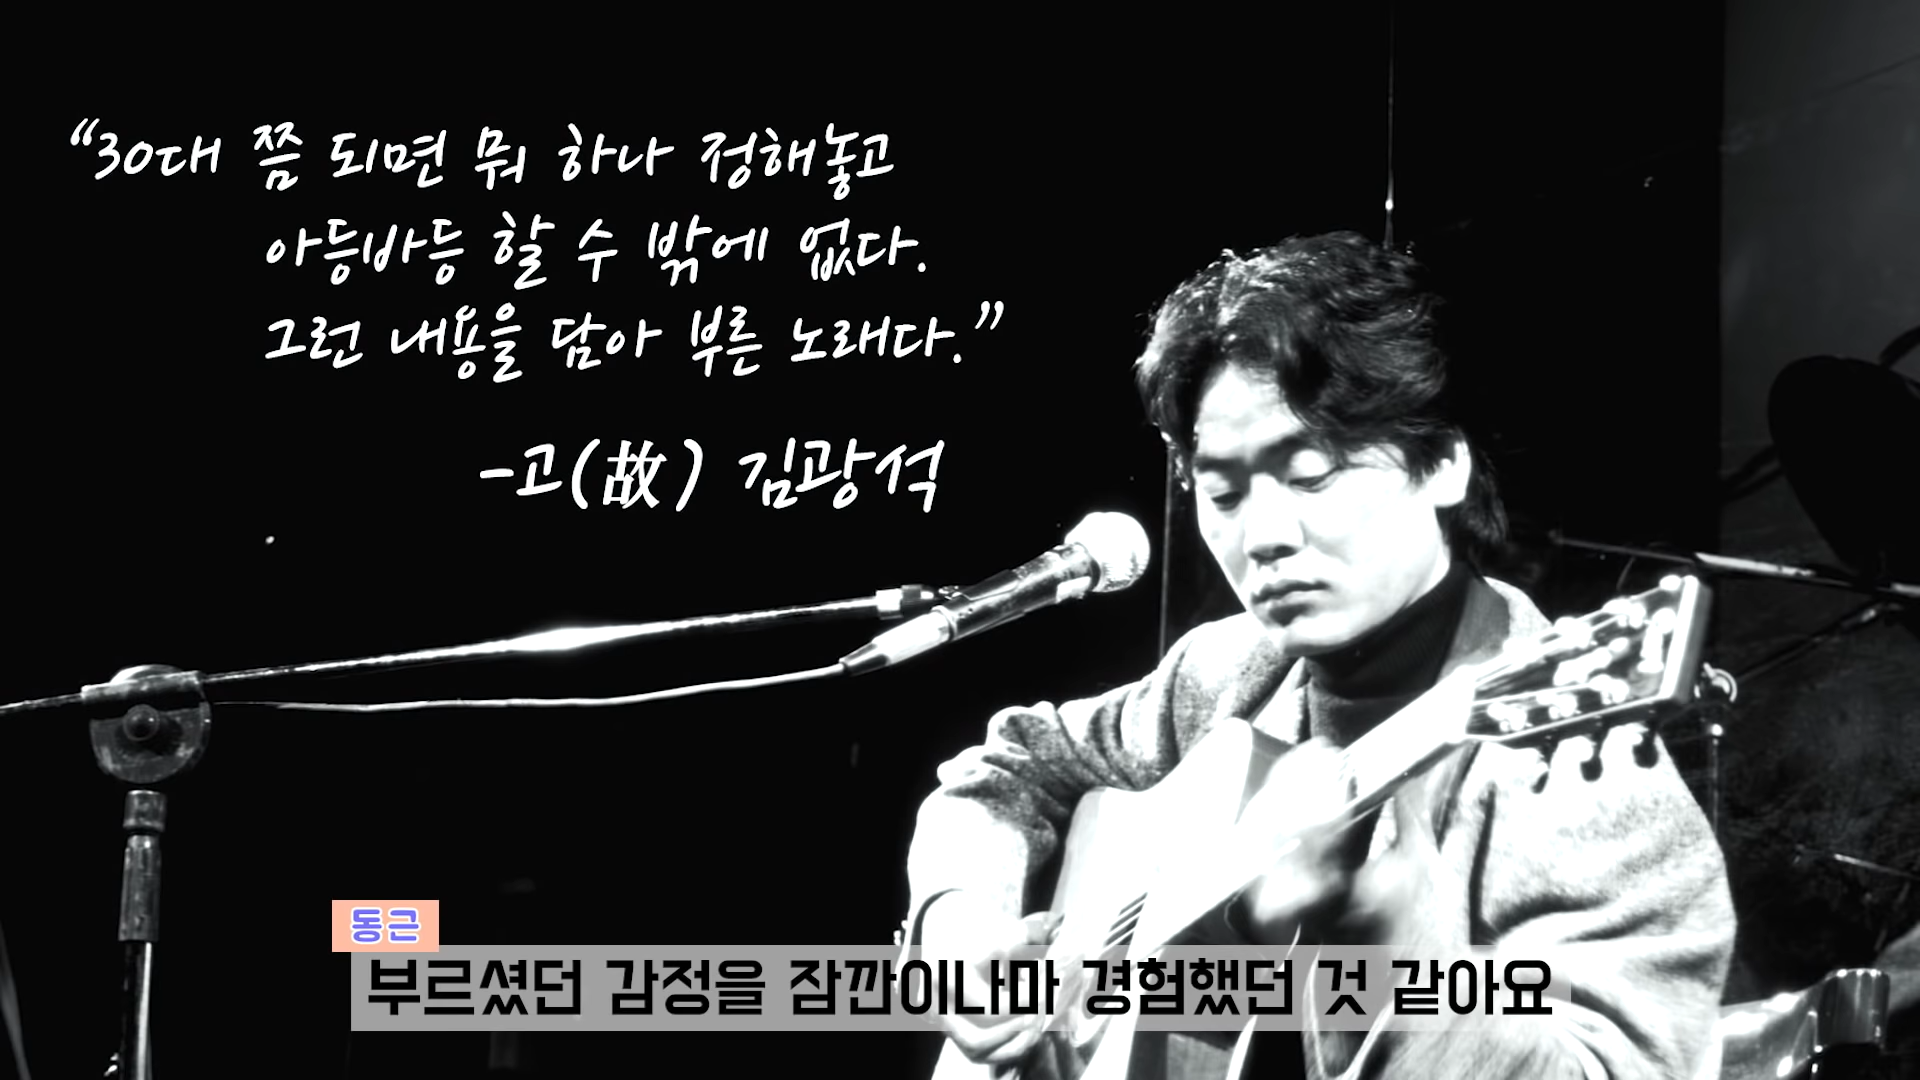 “30대 쯤 되면 뭐 하나 정해놓고
아등바등 할 수 밖에 없다.
그런 내용을 담아 부른 노래다.”
-고(故) 김광석
동근
부르셨던 감정을 잠깐이나마 경험했던 것 같아요